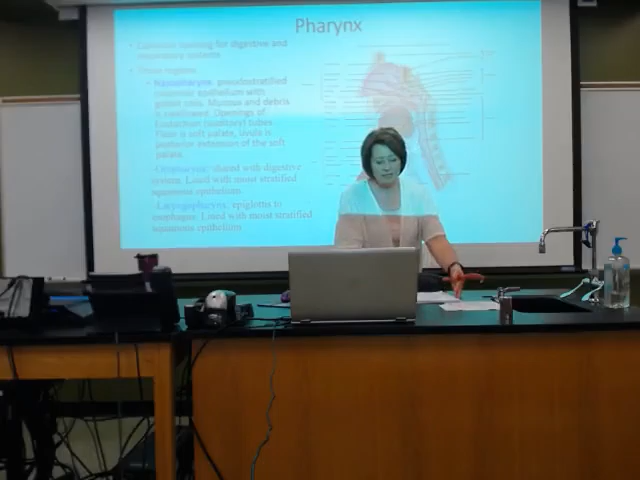 Pharynx
• Common opening for digestive and
respiratory systems
• Three regions
• Nasopharynx: pseudostratified
columnar epithelium with
goblet cells. Mucous and debris
is swallowed. Openings of
Eustachian (auditory) tubes
Floor is soft palate, uvula is
posterior extension of the soft
palate.
-Oropharynx: shared with digestive
system. Lined with moist stratified
squamous epithelium
-Laryngopharynx: epiglottis to
esophagus. Lined with moist stratified
squamous epithelium